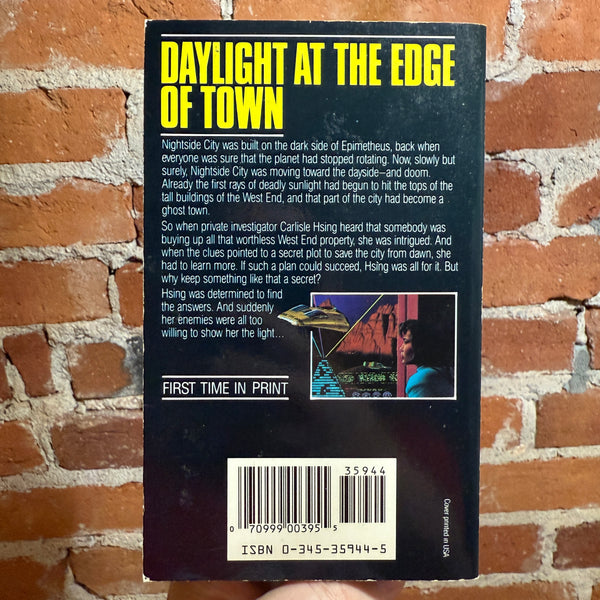 DAYLIGHT AT THE EDGE
OF TOWN
Nightside City was built on the dark side of Epimetheus, back when
everyone was sure that the planet had stopped rotating. Now, slowly but
surely, Nightside City was moving toward the dayside—and doom.
Already the first rays of deadly sunlight had begun to hit the tops of the
tall buildings of the West End, and that part of the city had become a
ghost town.
So when private investigator Carlisle Hsing heard that somebody was
buying up all that worthless West End property, she was intrigued. And
when the clues pointed to a secret plot to save the city from dawn, she
had to learn more. If such a plan could succeed, Hsing was all for it. But
why keep something like that a secret?
Hsing was determined to find
the answers. And suddenly
her enemies were all too
willing to show her the light...
FIRST TIME IN PRINT
35944
0 70999 00395 5
ISBN 0-345-35944-5
Cover printed in USA